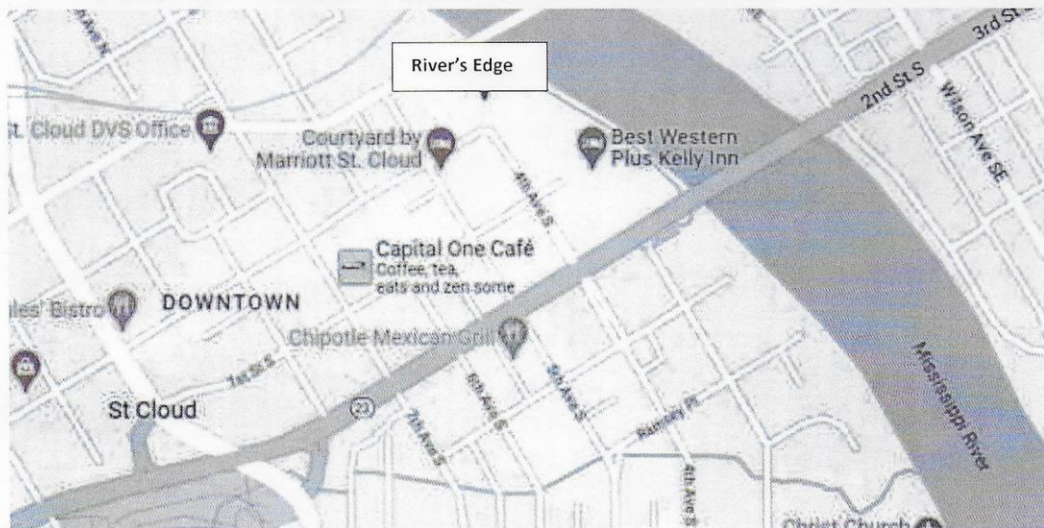 River's Edge
3rd St S
2nd St S
Wilson Ave SE
St. Cloud DVS Office
Courtyard by
Marriott St. Cloud
Best Western
Plus Kelly Inn
4th Ave S
Capital One Café
Coffee, tea,
eats and zen some
DOWNTOWN
Bistro
Chipotle Mexican Grill
1st St S
St Cloud
23
7th Ave S
6th Ave S
5th Ave S
Ramsey Pl
4th Ave S
Mississippi
River
Christ Church